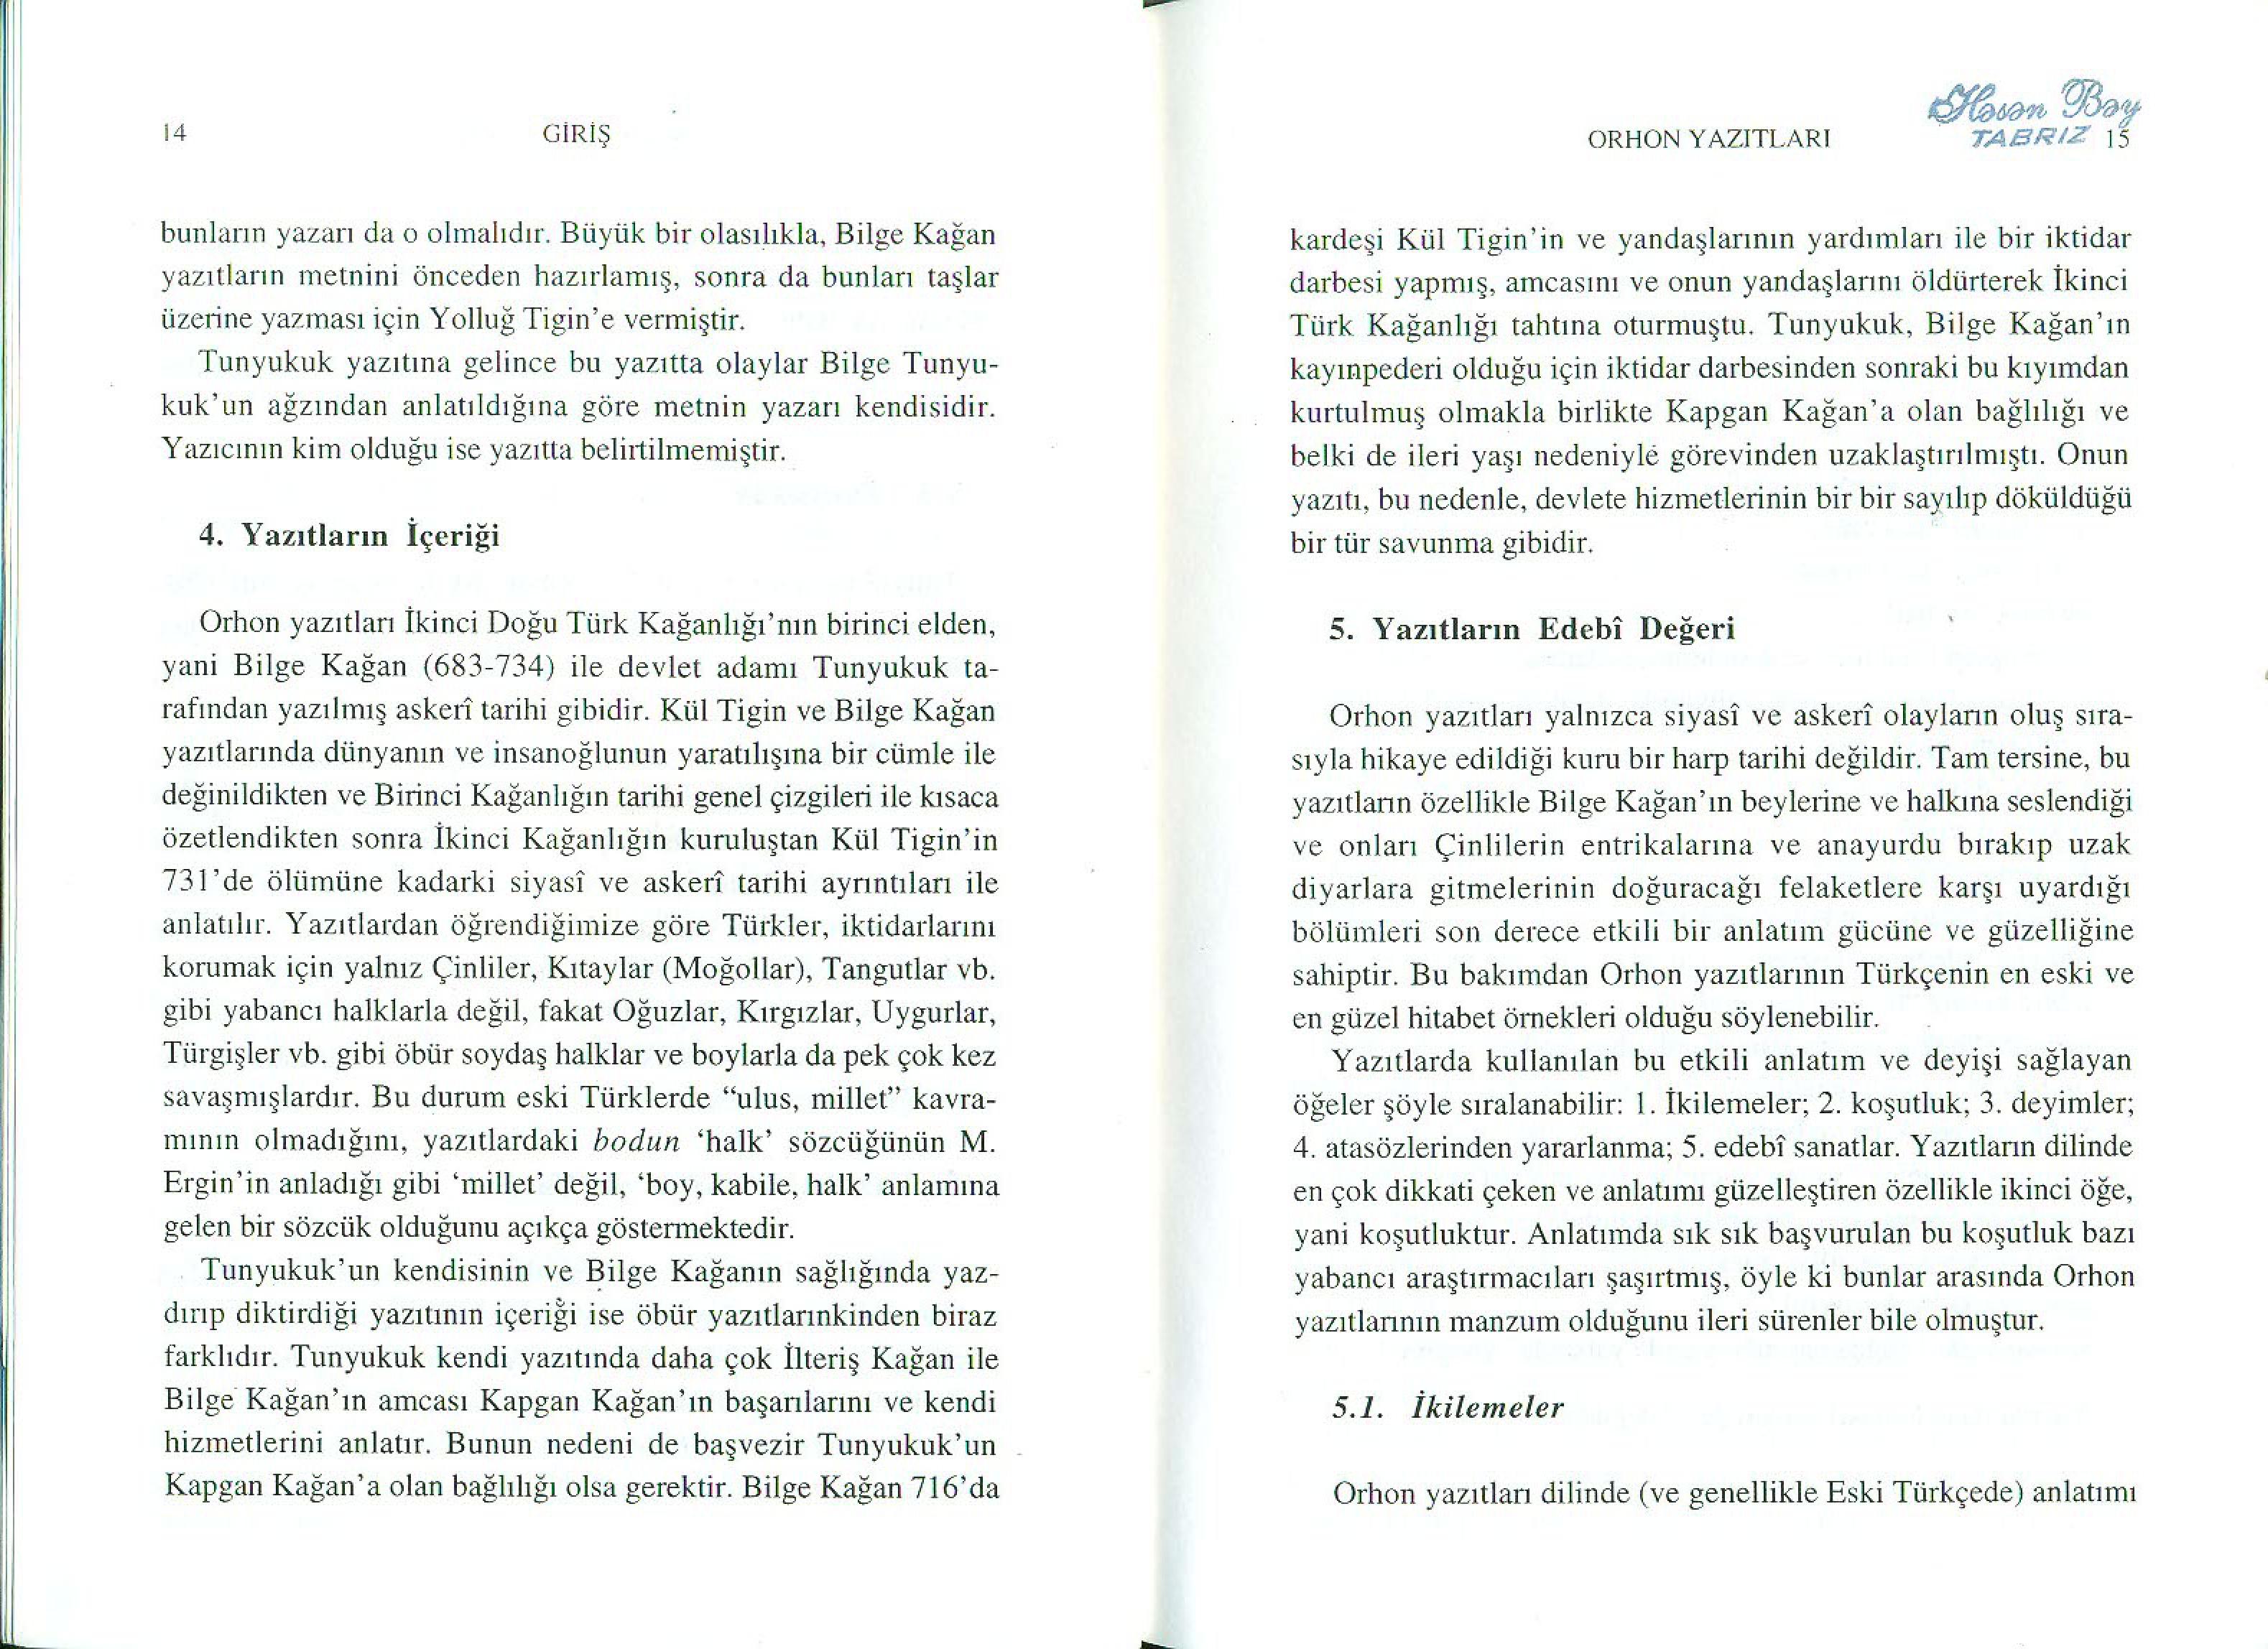 14
GİRİŞ
bunların yazarı da o olmalıdır. Büyük bir olasılıkla, Bilge Kağan
yazıtların metnini önceden hazırlamış, sonra da bunları taşlar
üzerine yazması için Yolluğ Tigin'e vermiştir.
Tunyukuk yazıtına gelince bu yazıtta olaylar Bilge Tunyu-
kuk'un ağzından anlatıldığına göre metnin yazarı kendisidir.
Yazıcının kim olduğu ise yazıtta belirtilmemiştir.
4. Yazıtların İçeriği
Orhon yazıtları İkinci Doğu Türk Kağanlığı'nın birinci elden,
yani Bilge Kağan (683-734) ile devlet adamı Tunyukuk ta-
rafından yazılmış askerî tarihi gibidir. Kül Tigin ve Bilge Kağan
yazıtlarında dünyanın ve insanoğlunun yaratılışına bir cümle ile
değinildikten ve Birinci Kağanlığın tarihi genel çizgileri ile kısaca
özetlendikten sonra İkinci Kağanlığın kuruluştan Kül Tigin'in
731'de ölümüne kadarki siyasî ve askerî tarihi ayrıntıları ile
anlatılır. Yazıtlardan öğrendiğimize göre Türkler, iktidarlarını
korumak için yalnız Çinliler, Kıtaylar (Moğollar), Tangutlar vb.
gibi yabancı halklarla değil, fakat Oğuzlar, Kırgızlar, Uygurlar,
Türgişler vb. gibi öbür soydaş halklar ve boylarla da pek çok kez
savaşmışlardır. Bu durum eski Türklerde “ulus, millet” kavra-
mının olmadığını, yazıtlardaki bodun ‘halk’ sözcüğünün M.
Ergin'in anladığı gibi ‘millet’ değil, ‘boy, kabile, halk’ anlamına
gelen bir sözcük olduğunu açıkça göstermektedir.
Tunyukuk'un kendisinin ve Bilge Kağanın sağlığında yaz-
dırıp diktirdiği yazıtının içeriği ise öbür yazıtlarınkinden biraz
farklıdır. Tunyukuk kendi yazıtında daha çok İlteriş Kağan ile
Bilge Kağan'ın amcası Kapgan Kağan'ın başarılarını ve kendi
hizmetlerini anlatır. Bunun nedeni de başvezir Tunyukuk'un
Kapgan Kağan'a olan bağlılığı olsa gerektir. Bilge Kağan 716'da
Həsən Bəy
TABRIZ
ORHON YAZITLARI
15
kardeşi Kül Tigin'in ve yandaşlarının yardımları ile bir iktidar
darbesi yapmış, amcasını ve onun yandaşlarını öldürterek İkinci
Türk Kağanlığı tahtına oturmuştu. Tunyukuk, Bilge Kağan'ın
kayınpederi olduğu için iktidar darbesinden sonraki bu kıyımdan
kurtulmuş olmakla birlikte Kapgan Kağan'a olan bağlılığı ve
belki de ileri yaşı nedeniyle görevinden uzaklaştırılmıştı. Onun
yazıtı, bu nedenle, devlete hizmetlerinin bir bir sayılıp döküldüğü
bir tür savunma gibidir.
5. Yazıtların Edebî Değeri
Orhon yazıtları yalnızca siyasî ve askerî olayların oluş sıra-
sıyla hikaye edildiği kuru bir harp tarihi değildir. Tam tersine, bu
yazıtların özellikle Bilge Kağan'ın beylerine ve halkına seslendiği
ve onları Çinlilerin entrikalarına ve anayurdu bırakıp uzak
diyarlara gitmelerinin doğuracağı felaketlere karşı uyardığı
bölümleri son derece etkili bir anlatım gücüne ve güzelliğine
sahiptir. Bu bakımdan Orhon yazıtlarının Türkçenin en eski ve
en güzel hitabet örnekleri olduğu söylenebilir.
Yazıtlarda kullanılan bu etkili anlatım ve deyişi sağlayan
öğeler şöyle sıralanabilir: 1. İkilemeler; 2. koşutluk; 3. deyimler;
4. atasözlerinden yararlanma; 5. edebî sanatlar. Yazıtların dilinde
en çok dikkati çeken ve anlatımı güzelleştiren özellikle ikinci öğe,
yani koşutluktur. Anlatımda sık sık başvurulan bu koşutluk bazı
yabancı araştırmacıları şaşırtmış, öyle ki bunlar arasında Orhon
yazıtlarının manzum olduğunu ileri sürenler bile olmuştur.
5.1. İkilemeler
Orhon yazıtları dilinde (ve genellikle Eski Türkçede) anlatımı